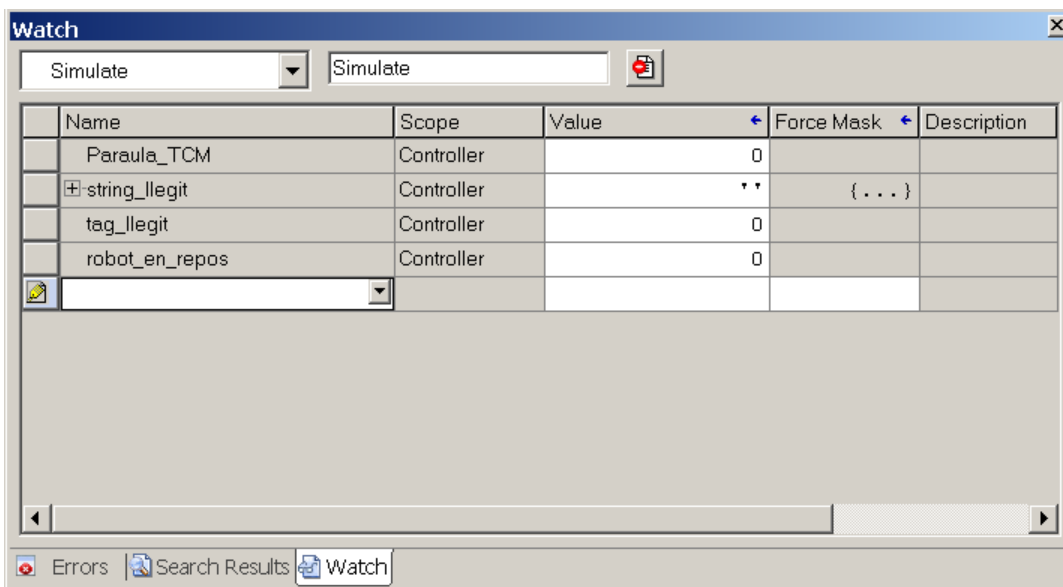 Watch
Simulate Simulate
Name Scope Value Force Mask Description
Paraula_TCM Controller 0
string_llegit Controller '' {...}
tag_llegit Controller 0
robot_en_repos Controller 0
Errors Search Results Watch